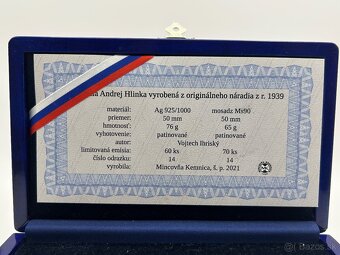 Andrej Hlinka vyrobená z originálneho náradia z r. 1939
materiál: Ag 925/1000 mosadz Ms90
priemer: 50 mm 50 mm
hmotnosť: 76 g 65 g
vyhotovenie: patinované patinované
autor: Vojtech Ihriský
limitovaná emisia: 60 ks 70 ks
číslo odrazku: 14 14
vyrobila: Mincovňa Kremnica, š. p. 2021
bazos.sk